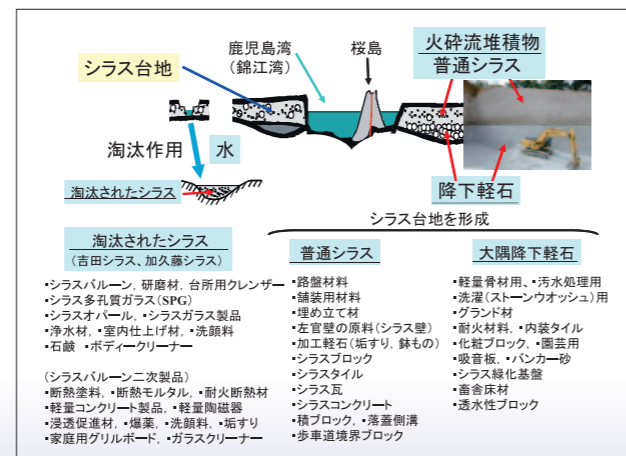 鹿児島湾
(錦江湾)
桜島
火砕流堆積物
普通シラス
シラス台地
淘汰作用
水
淘汰されたシラス
降下軽石
シラス台地を形成
淘汰されたシラス
(吉田シラス、加久藤シラス)
▪シラスバルーン, 研磨材, 台所用クレンザー
▪シラス多孔質ガラス(SPG)
▪シラスオパール, ▪シラスガラス製品
▪浄水材, ▪室内仕上げ材, ▪洗顔料
▪石鹸 ▪ボディークリーナー
(シラスバルーン二次製品)
▪断熱塗料, ▪断熱モルタル, ▪耐火断熱材
▪軽量コンクリート製品, ▪軽量陶磁器
▪浸透促進材, ▪爆薬, ▪洗顔料, ▪垢すり
▪家庭用グリルボード, ▪ガラスクリーナー
普通シラス
▪路盤材料
▪舗装用材料
▪埋め立て材
▪左官壁の原料(シラス壁)
▪加工軽石(垢すり, 鉢もの)
▪シラスブロック
▪シラスタイル
▪シラス瓦
▪シラスコンクリート
▪積ブロック, ▪落蓋側溝
▪歩車道境界ブロック
大隅降下軽石
▪軽量骨材用、▪汚水処理用
▪洗濯(ストーンウオッシュ)用
▪グランド材
▪耐火材料, ▪内装タイル
▪化粧ブロック, ▪園芸用
▪吸音板, ▪バンカー砂
▪シラス緑化基盤
▪畜舎床材
▪透水性ブロック